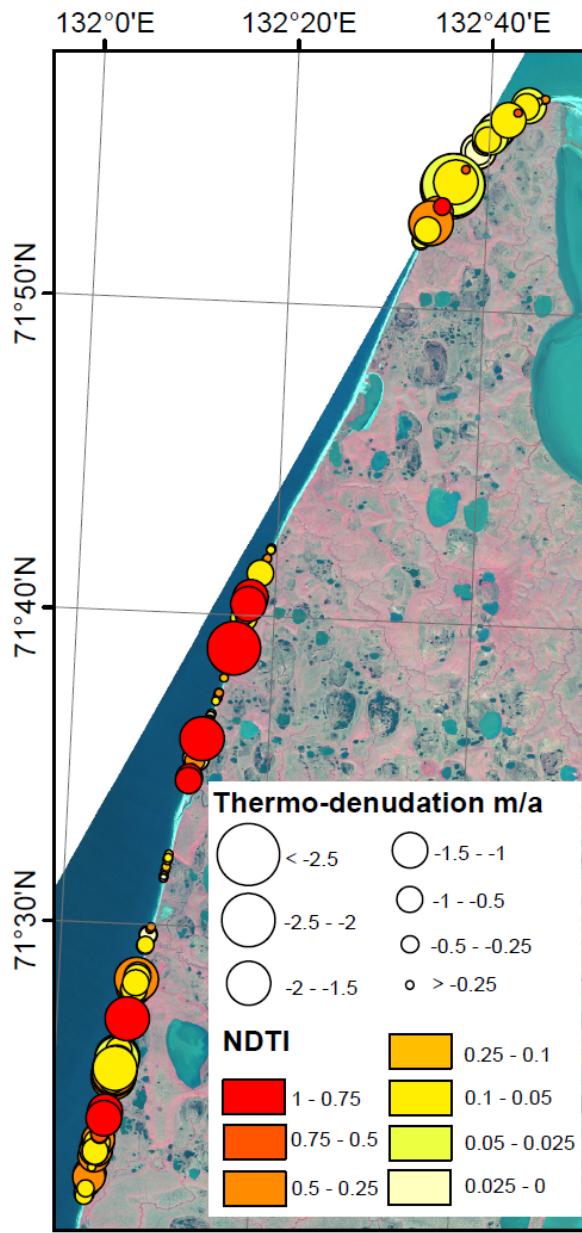 132°0'E 132°20'E 132°40'E
71°50'N
71°40'N
71°30'N
Thermo-denudation m/a
< -2.5
-2.5 - -2
-2 - -1.5
-1.5 - -1
-1 - -0.5
-0.5 - -0.25
> -0.25
NDTI
1 - 0.75
0.75 - 0.5
0.5 - 0.25
0.25 - 0.1
0.1 - 0.05
0.05 - 0.025
0.025 - 0